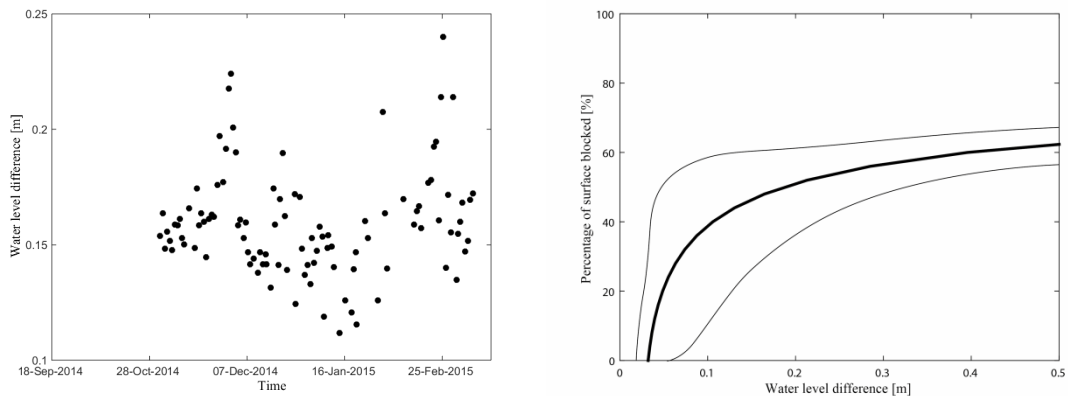 0.25
0.2
0.15
0.1
Water level difference [m]
18-Sep-2014
28-Oct-2014
07-Dec-2014
16-Jan-2015
25-Feb-2015
Time
100
80
60
40
20
0
Percentage of surface blocked [%]
0
0.1
0.2
0.3
0.4
0.5
Water level difference [m]